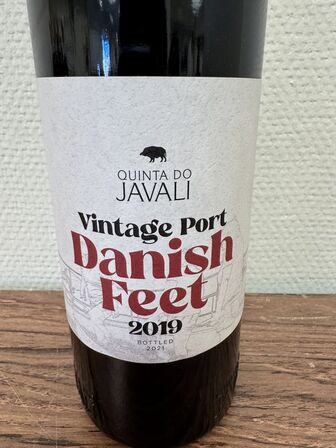 QUINTA DO
JAVALI
Vintage Port
Danish
Feet
2019
BOTTLED
2021